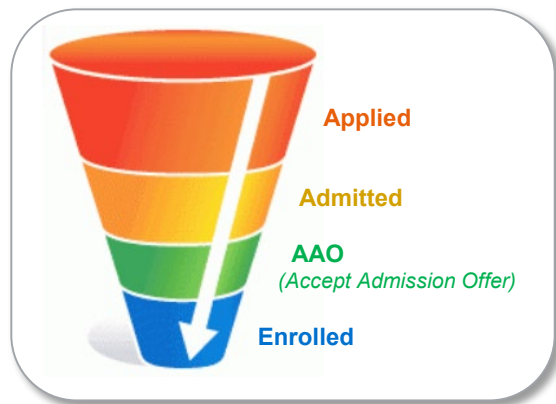 Applied
Admitted
AAO
(Accept Admission Offer)
Enrolled